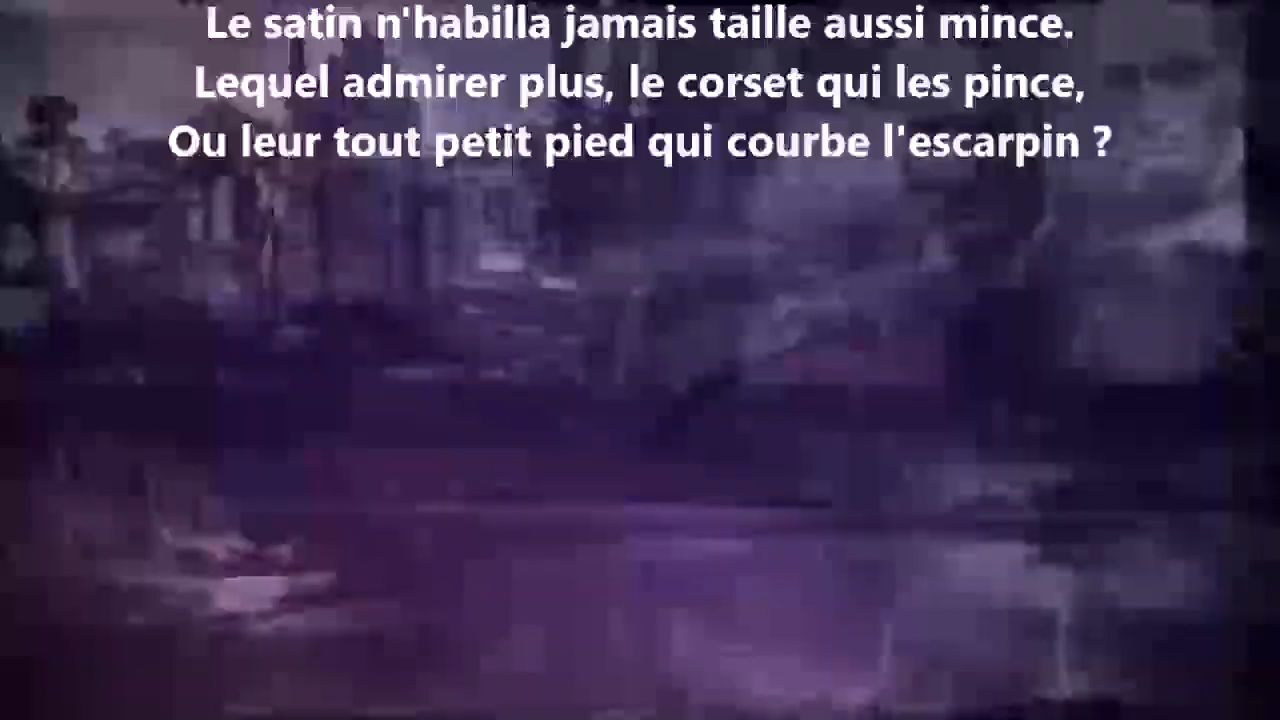 Le satin n'habilla jamais taille aussi mince.
Lequel admirer plus, le corset qui les pince,
Ou leur tout petit pied qui courbe l'escarpin ?